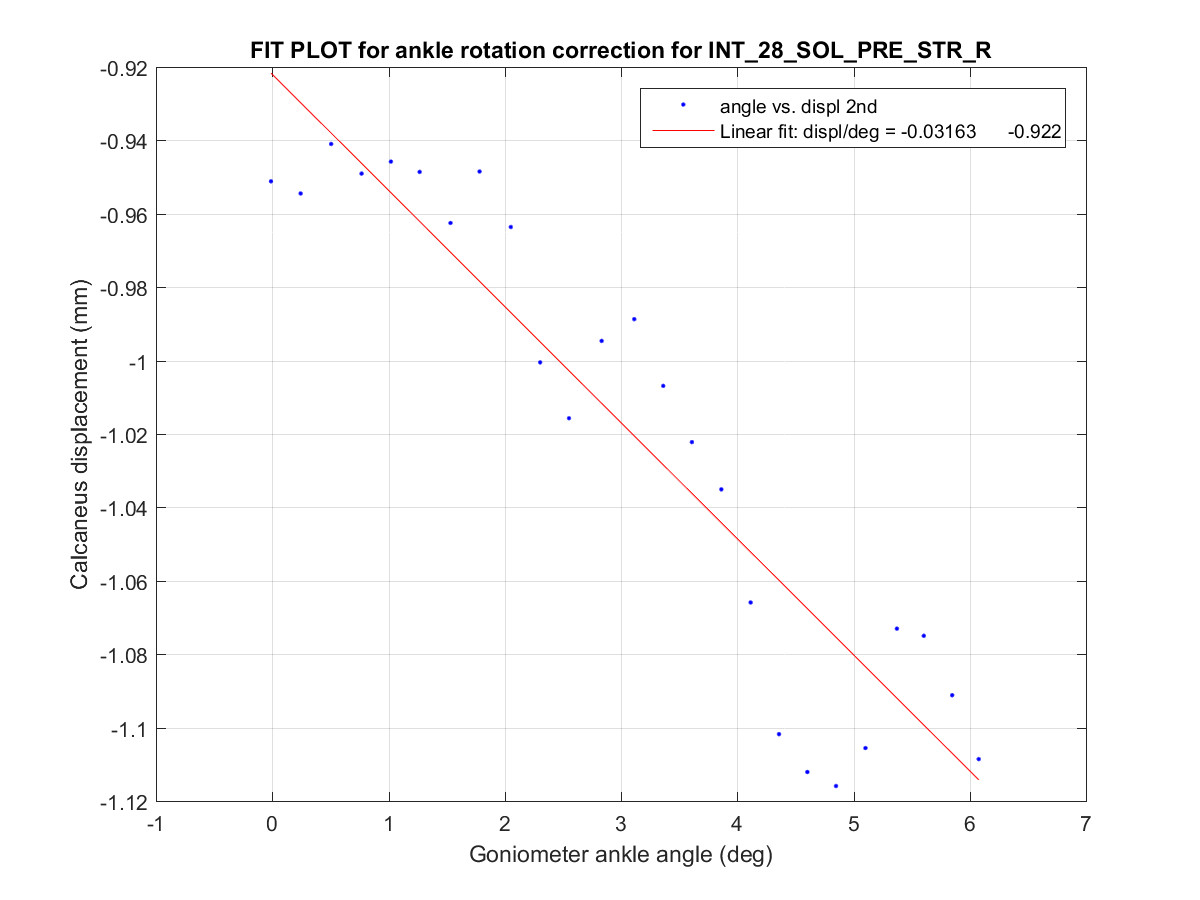 FIT PLOT for ankle rotation correction for INT_28_SOL_PRE_STR_R
angle vs. displ 2nd
Linear fit: displ/deg = -0.03163 -0.922
Calcaneus displacement (mm)
-0.92
-0.94
-0.96
-0.98
-1
-1.02
-1.04
-1.06
-1.08
-1.1
-1.12
-1 0 1 2 3 4 5 6 7
Goniometer ankle angle (deg)